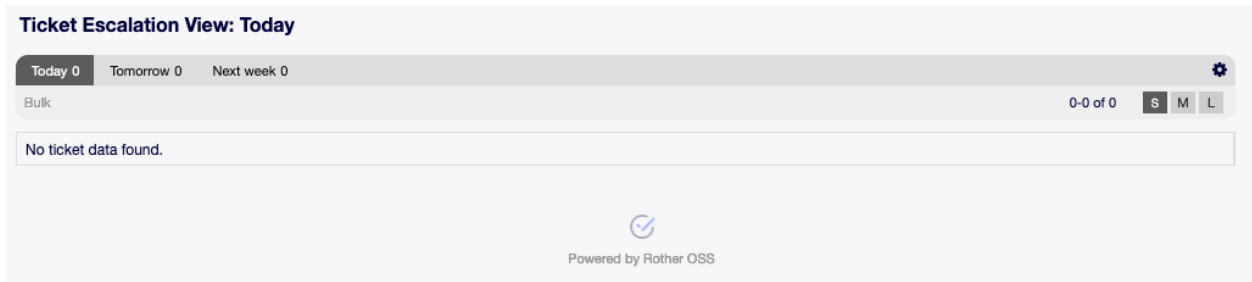 Ticket Escalation View: Today
Today 0 Tomorrow 0 Next week 0
Bulk 0-0 of 0 S M L
No ticket data found.
Powered by Rother OSS